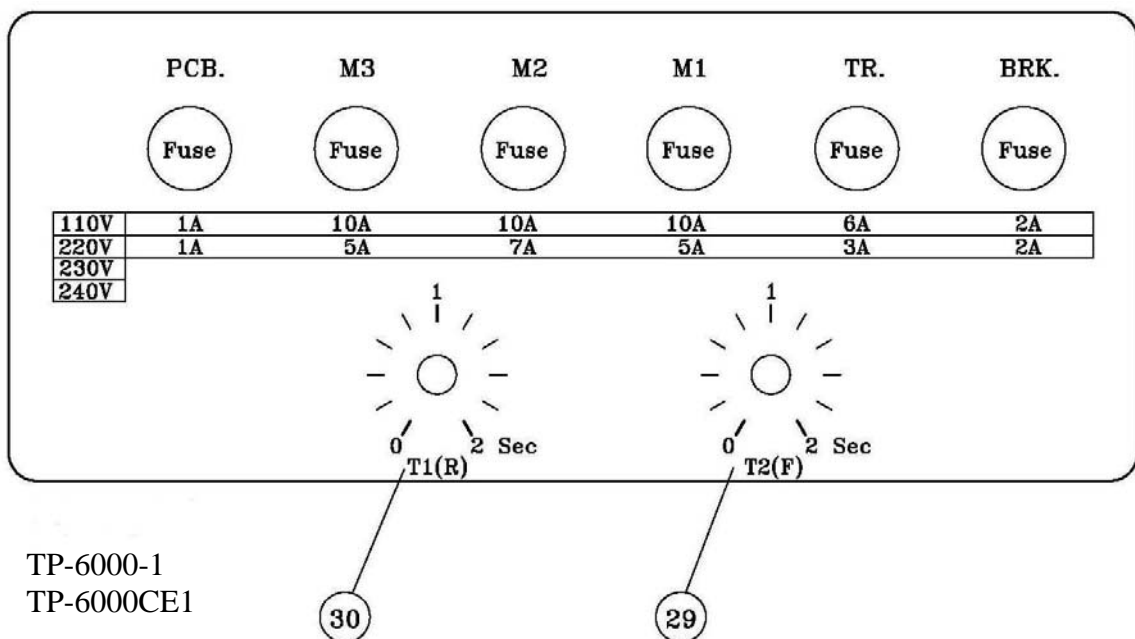 PCB. M3 M2 M1 TR. BRK.
Fuse Fuse Fuse Fuse Fuse Fuse
110V 1A 10A 10A 10A 6A 2A
220V 1A 5A 7A 5A 3A 2A
230V
240V
1 1
0 2 Sec 0 2 Sec
T1(R) T2(F)
TP-6000-1
TP-6000CE1
30 29